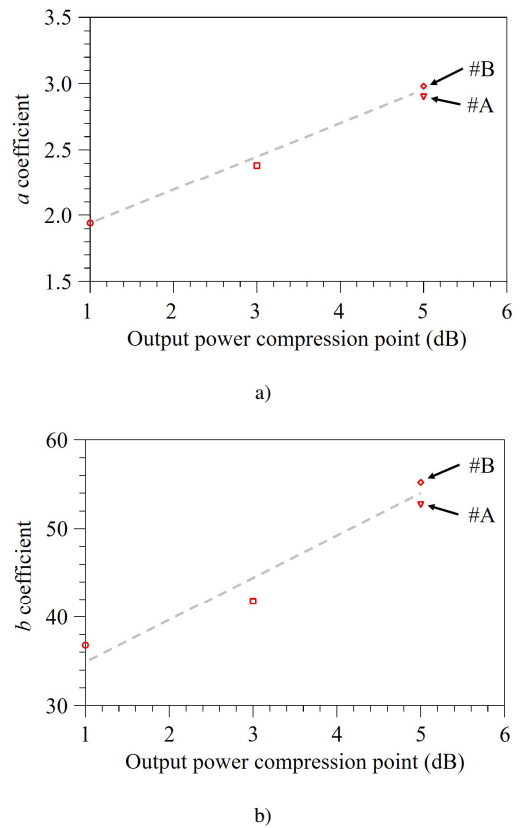 3.5
3.0
2.5
2.0
1.5
a coefficient
#B
#A
1 2 3 4 5 6
Output power compression point (dB)
a)
60
50
40
30
b coefficient
#B
#A
1 2 3 4 5 6
Output power compression point (dB)
b)